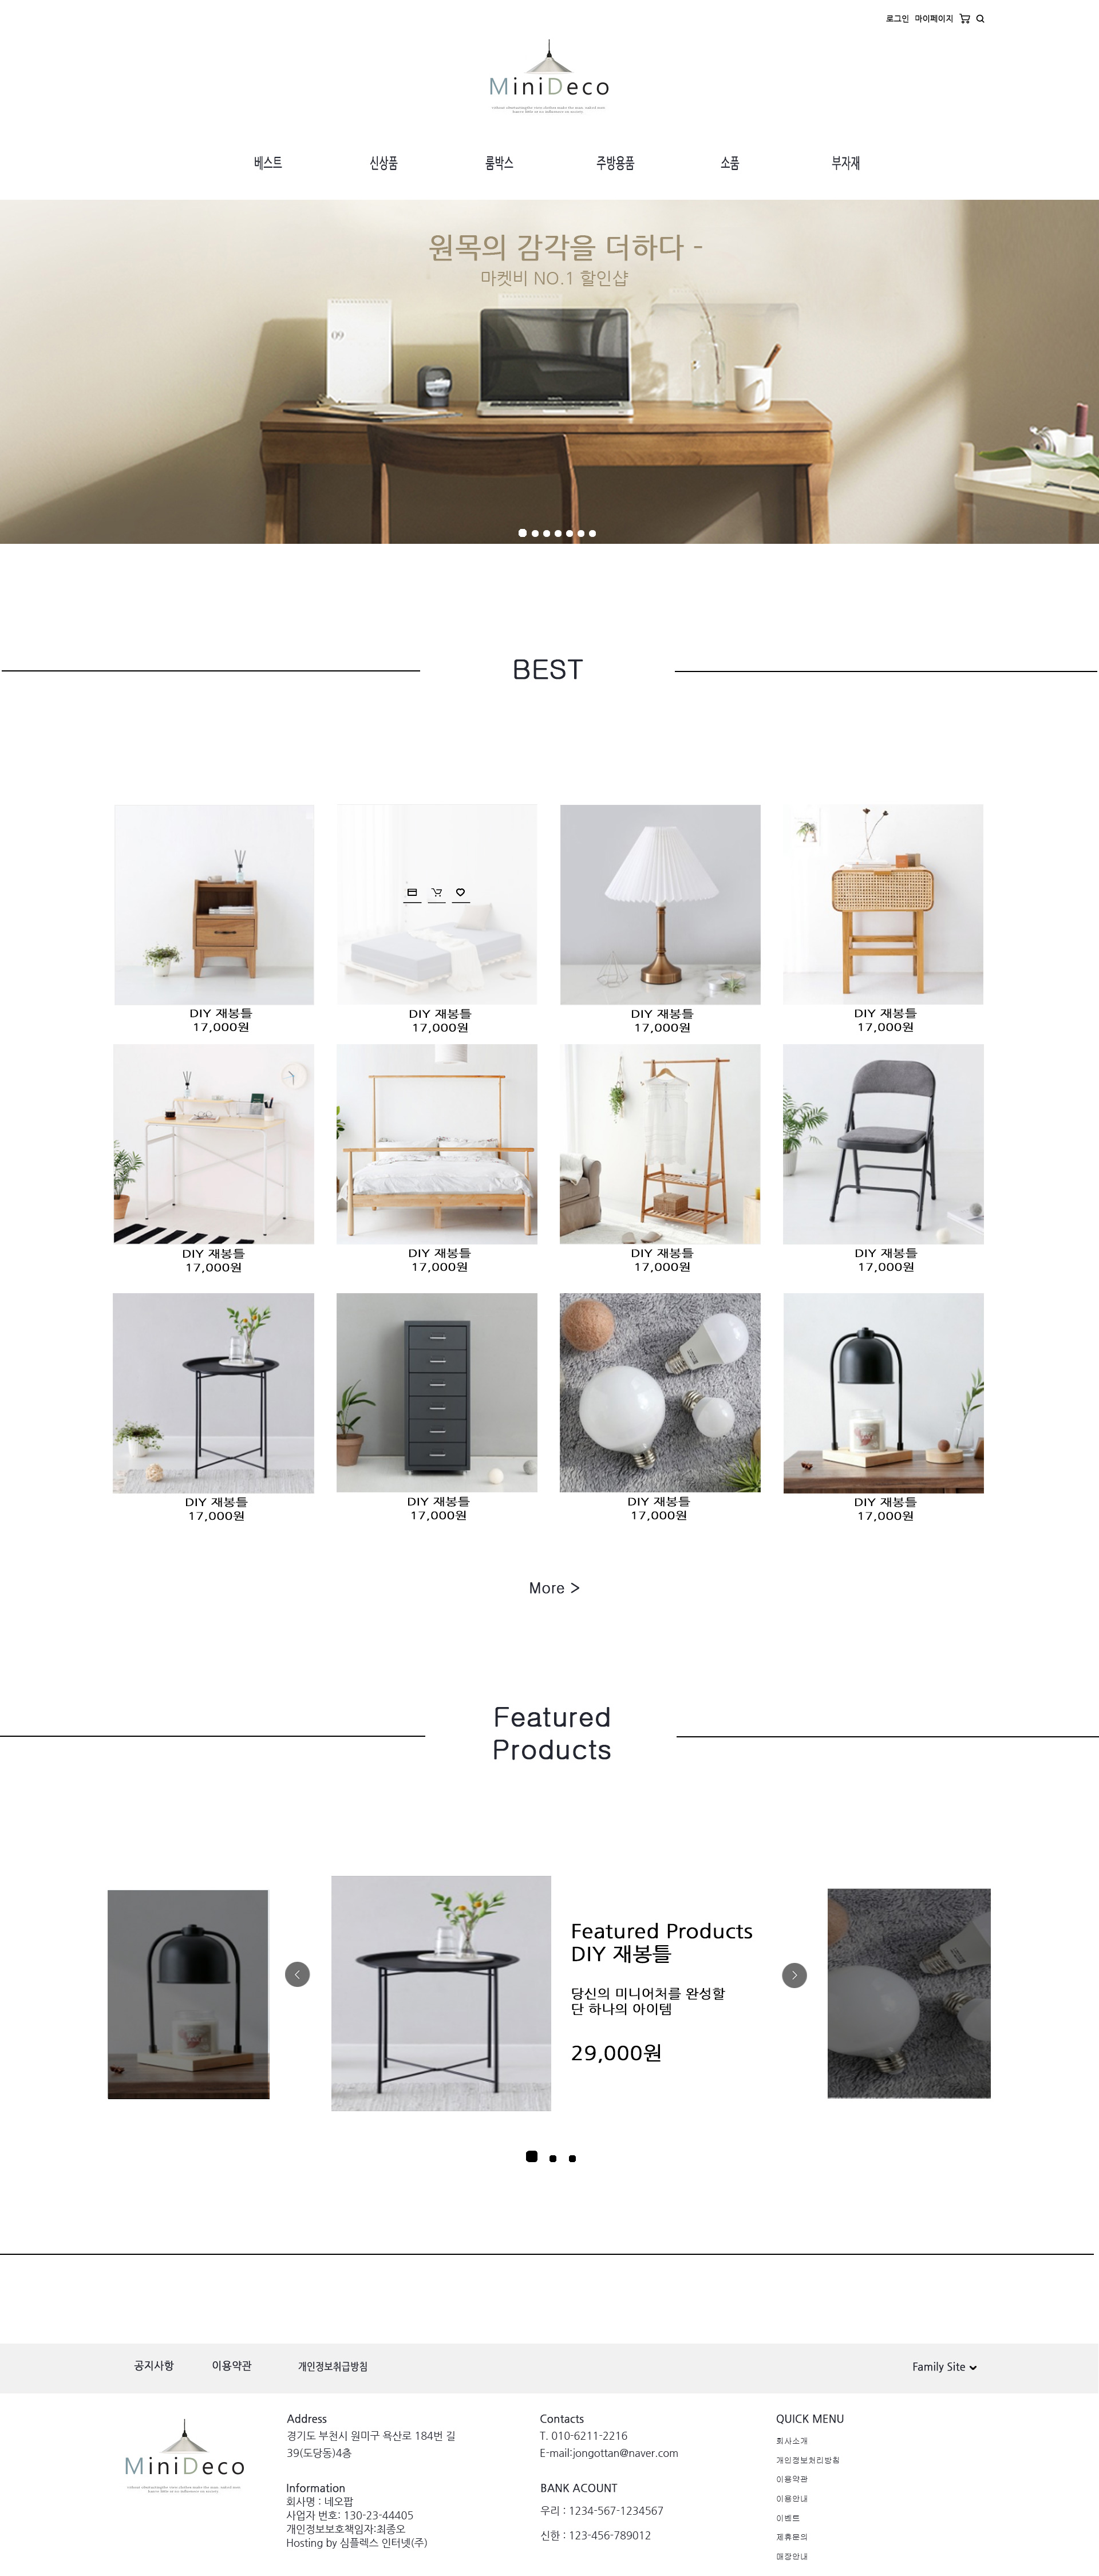 로그인 마이페이지
MiniDeco
베스트 신상품 룸박스 주방용품 소품 부자재
원목의 감각을 더하다 -
마켓비 NO.1 할인샵
09
BEST
DIY 재봉틀
17,000원
DIY 재봉틀
17,000원
DIY 재봉틀
17,000원
DIY 재봉틀
17,000원
DIY 재봉틀
17,000원
DIY 재봉틀
17,000원
DIY 재봉틀
17,000원
DIY 재봉틀
17,000원
DIY 재봉틀
17,000원
DIY 재봉틀
17,000원
DIY 재봉틀
17,000원
DIY 재봉틀
17,000원
More >
Featured
Products
Featured Products
DIY 재봉틀
당신의 미니어처를 완성할
단 하나의 아이템
29,000원
공지사항 이용약관 개인정보취급방침 Family Site
MiniDeco
Address
경기도 부천시 원미구 욕산로 184번 길
39(도당동)4층
Information
회사명 : 네오팝
사업자 번호: 130-23-44405
개인정보보호책임자:최종오
Hosting by 심플렉스 인터넷(주)
Contacts
T. 010-6211-2216
E-mail:jongottan@naver.com
BANK ACOUNT
우리 : 1234-567-1234567
신한 : 123-456-789012
QUICK MENU
회사소개
개인정보처리방침
이용약관
이용안내
이벤트
제휴문의
매장안내